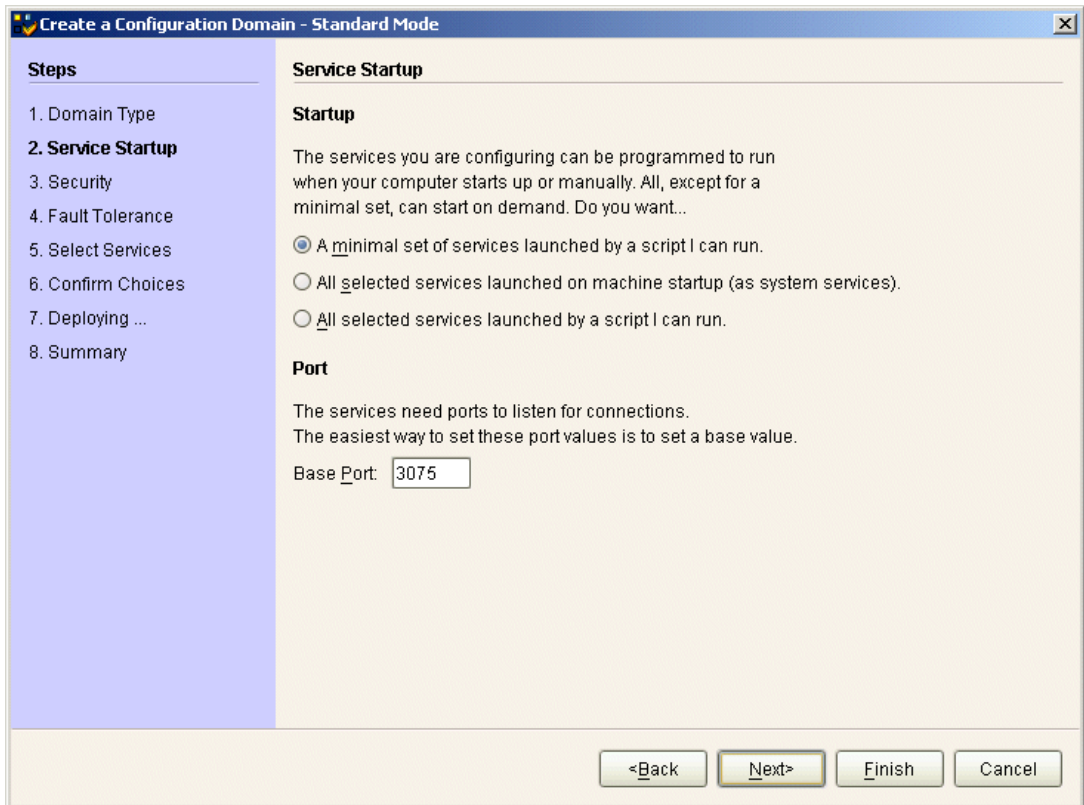 Create a Configuration Domain - Standard Mode
Steps
1. Domain Type
2. Service Startup
3. Security
4. Fault Tolerance
5. Select Services
6. Confirm Choices
7. Deploying ...
8. Summary
Service Startup
Startup
The services you are configuring can be programmed to run
when your computer starts up or manually. All, except for a
minimal set, can start on demand. Do you want...
A minimal set of services launched by a script I can run.
All selected services launched on machine startup (as system services).
All selected services launched by a script I can run.
Port
The services need ports to listen for connections.
The easiest way to set these port values is to set a base value.
Base Port: 3075
<Back Next> Finish Cancel